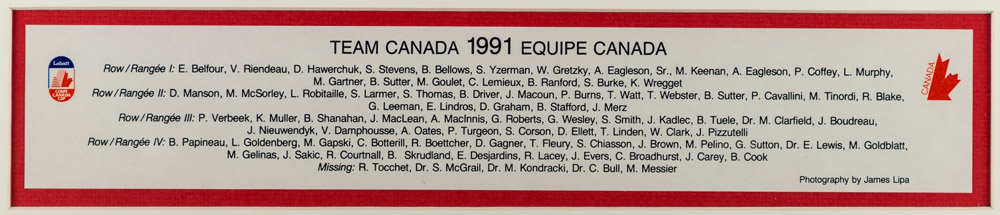 TEAM CANADA 1991 EQUIPE CANADA
Labatt
COUPE CANADA CUP
CANADA
Row/Rangée I: E. Belfour, V. Riendeau, D. Hawerchuk, S. Stevens, B. Bellows, S. Yzerman, W. Gretzky, A. Eagleson, Sr., M. Keenan, A. Eagleson, P. Coffey, L. Murphy,
M. Gartner, B. Sutter, M. Goulet, C. Lemieux, B. Ranford, S. Burke, K. Wregget
Row/Rangée II: D. Manson, M. McSorley, L. Robitaille, S. Larmer, S. Thomas, B. Driver, J. Macoun, P. Burns, T. Watt, T. Webster, B. Sutter, P. Cavallini, M. Tinordi, R. Blake,
G. Leeman, E. Lindros, D. Graham, B. Stafford, J. Merz
Row/Rangée III: P. Verbeek, K. Muller, B. Shanahan, J. MacLean, A. MacInnis, G. Roberts, G. Wesley, S. Smith, J. Kadlec, B. Tuele, Dr. M. Clarfield, J. Boudreau,
J. Nieuwendyk, V. Damphousse, A. Oates, P. Turgeon, S. Corson, D. Ellett, T. Linden, W. Clark, J. Pizzutelli
Row/Rangée IV: B. Papineau, L. Goldenberg, M. Gapski, C. Botterill, R. Boettcher, D. Gagner, T. Fleury, S. Chiasson, J. Brown, M. Pelino, G. Sutton, Dr. E. Lewis, M. Goldblatt,
M. Gelinas, J. Sakic, R. Courtnall, B. Skrudland, E. Desjardins, R. Lacey, J. Evers, C. Broadhurst, J. Carey, B. Cook
Missing: R. Tocchet, Dr. S. McGrail, Dr. M. Kondracki, Dr. C. Bull, M. Messier
Photography by James Lipa